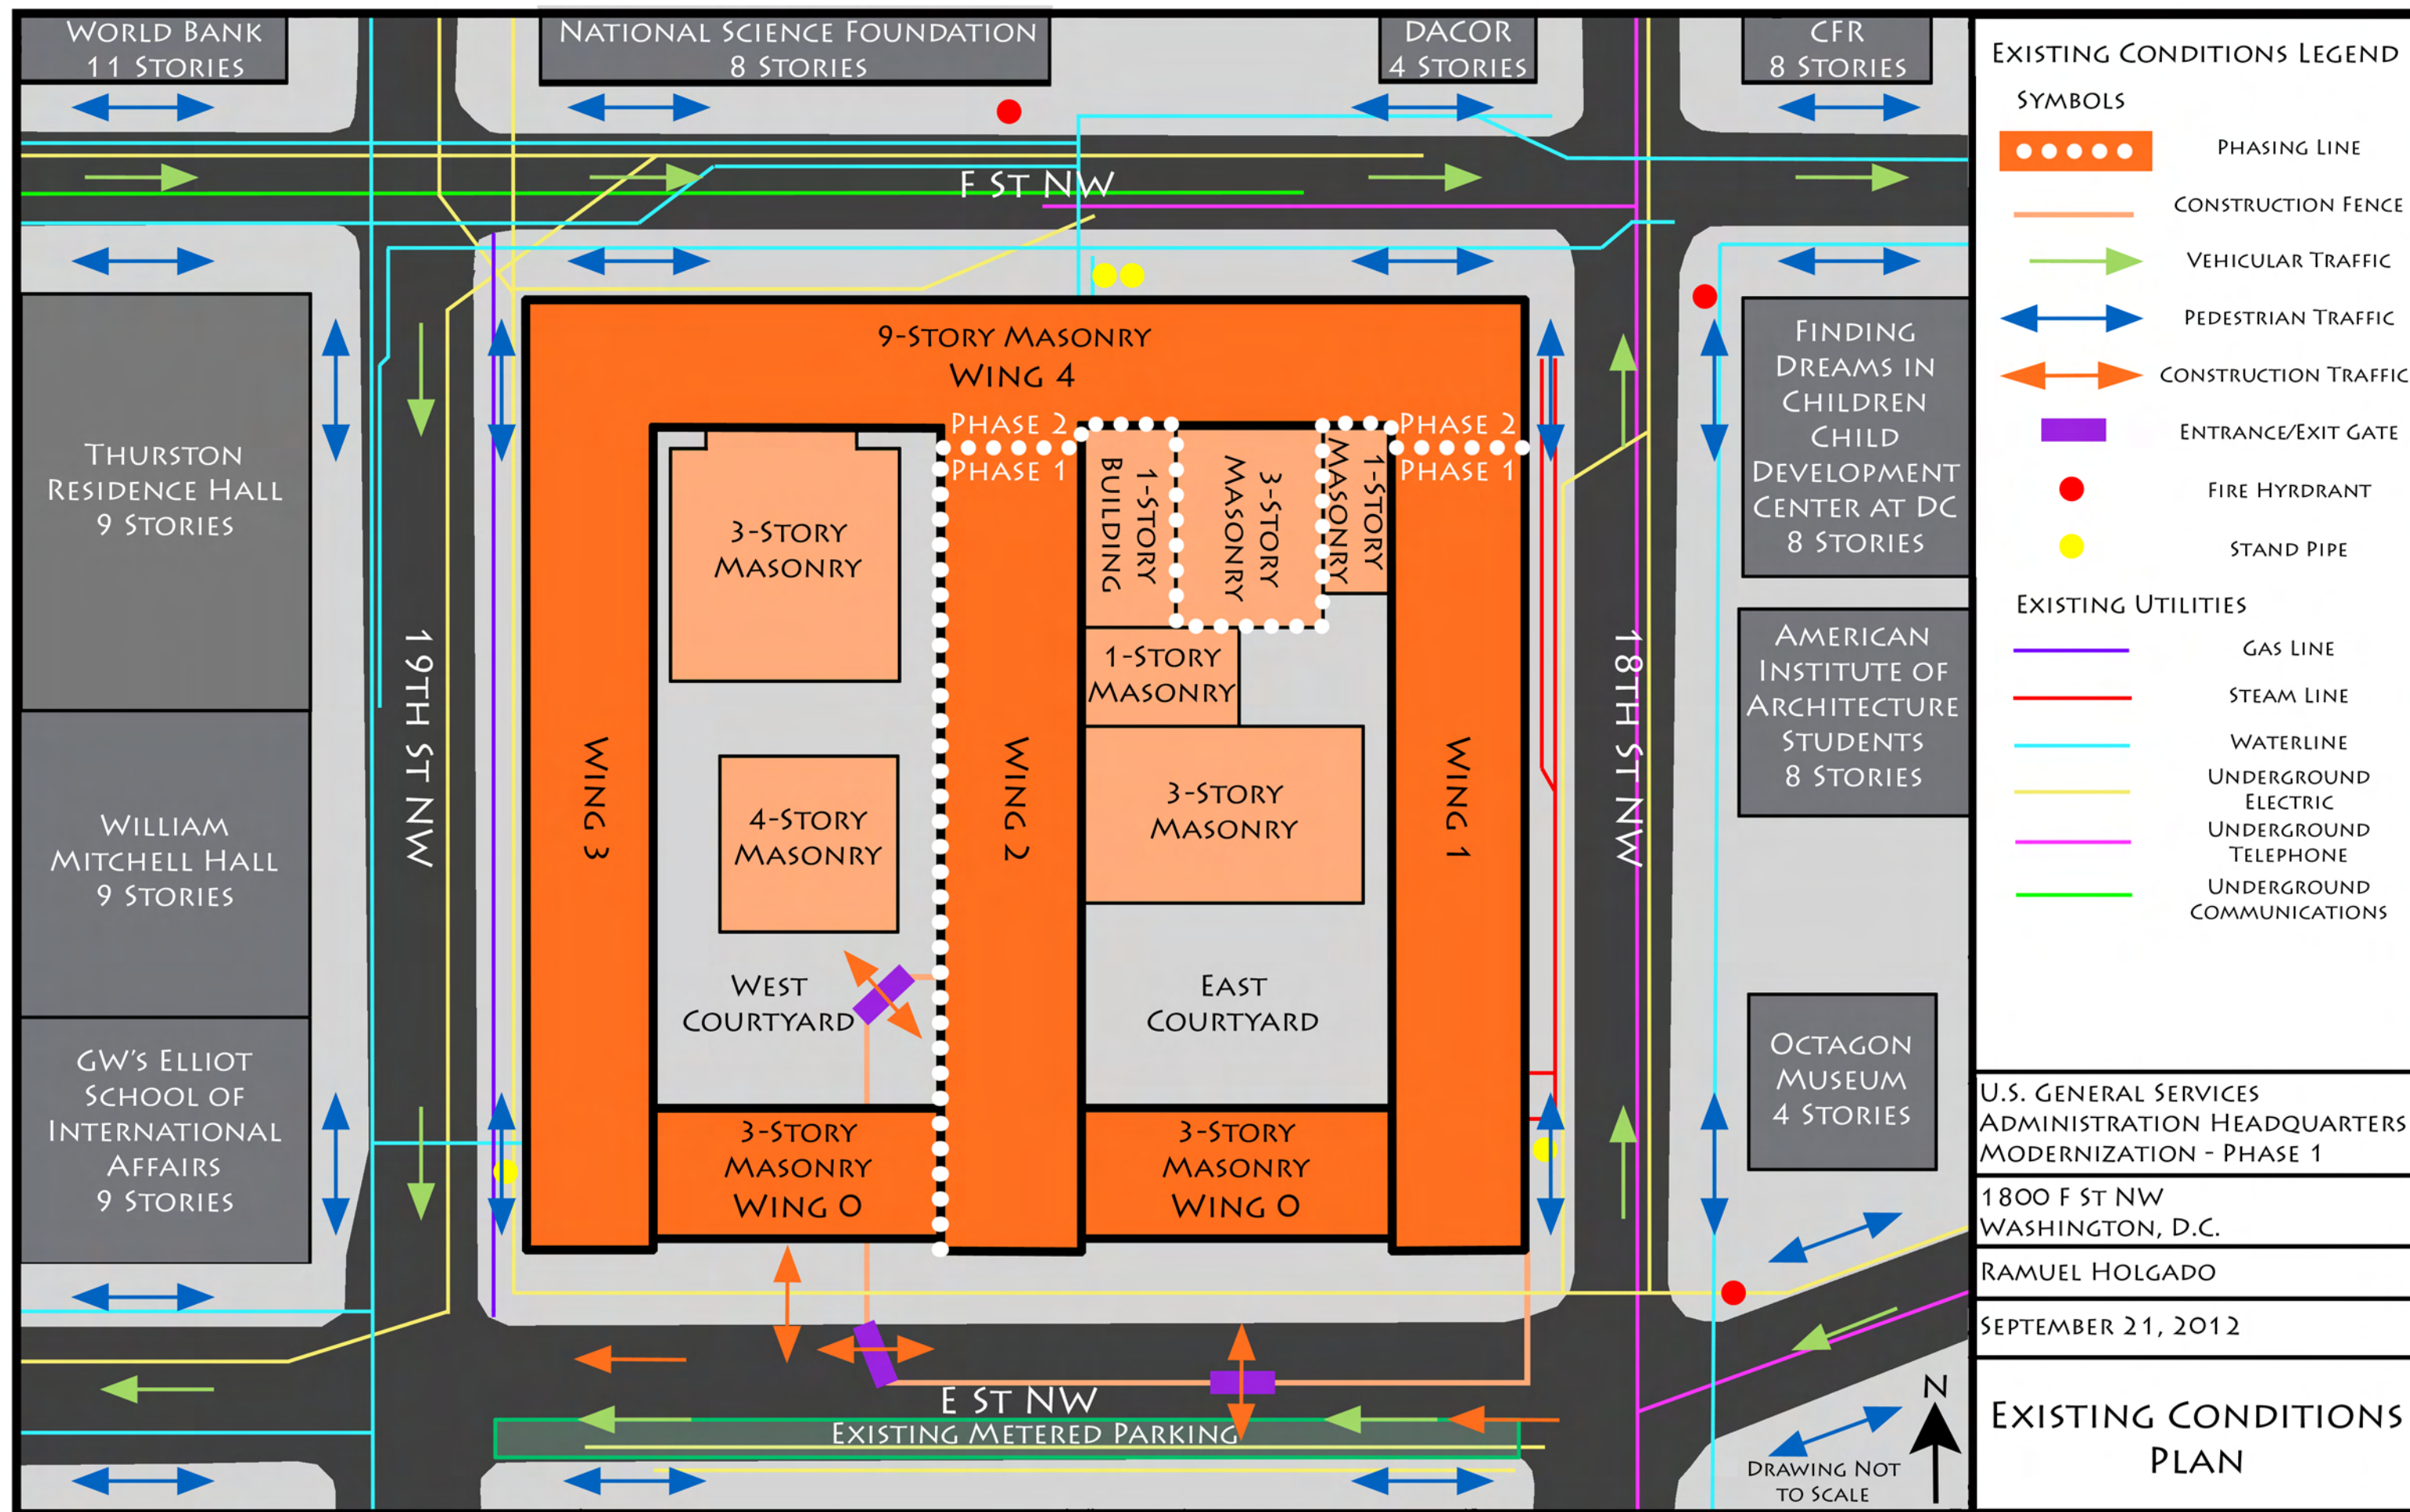 World Bank
11 Stories
National Science Foundation
8 Stories
DACOR
4 Stories
CFR
8 Stories
F St NW
9-Story Masonry
Wing 4
Phase 2
Phase 1
Phase 2
Phase 1
Thurston
Residence Hall
9 Stories
William
Mitchell Hall
9 Stories
GW's Elliot
School of
International
Affairs
9 Stories
19th St NW
Wing 3
3-Story
Masonry
4-Story
Masonry
West
Courtyard
3-Story
Masonry
Wing 0
Wing 2
1-Story
Building
3-Story
Masonry
1-Story
Masonry
1-Story
Masonry
3-Story
Masonry
East
Courtyard
3-Story
Masonry
Wing 0
Wing 1
18th St NW
Finding
Dreams in
Children
Child
Development
Center at DC
8 Stories
American
Institute of
Architecture
Students
8 Stories
Octagon
Museum
4 Stories
E St NW
Existing Metered Parking
Drawing Not
to Scale
N
Existing Conditions Legend
Symbols
Phasing Line
Construction Fence
Vehicular Traffic
Pedestrian Traffic
Construction Traffic
Entrance/Exit Gate
Fire Hyrdrant
Stand Pipe
Existing Utilities
Gas Line
Steam Line
Waterline
Underground
Electric
Underground
Telephone
Underground
Communications
U.S. General Services
Administration Headquarters
Modernization - Phase 1
1800 F St NW
Washington, D.C.
Ramuel Holgado
September 21, 2012
Existing Conditions
Plan